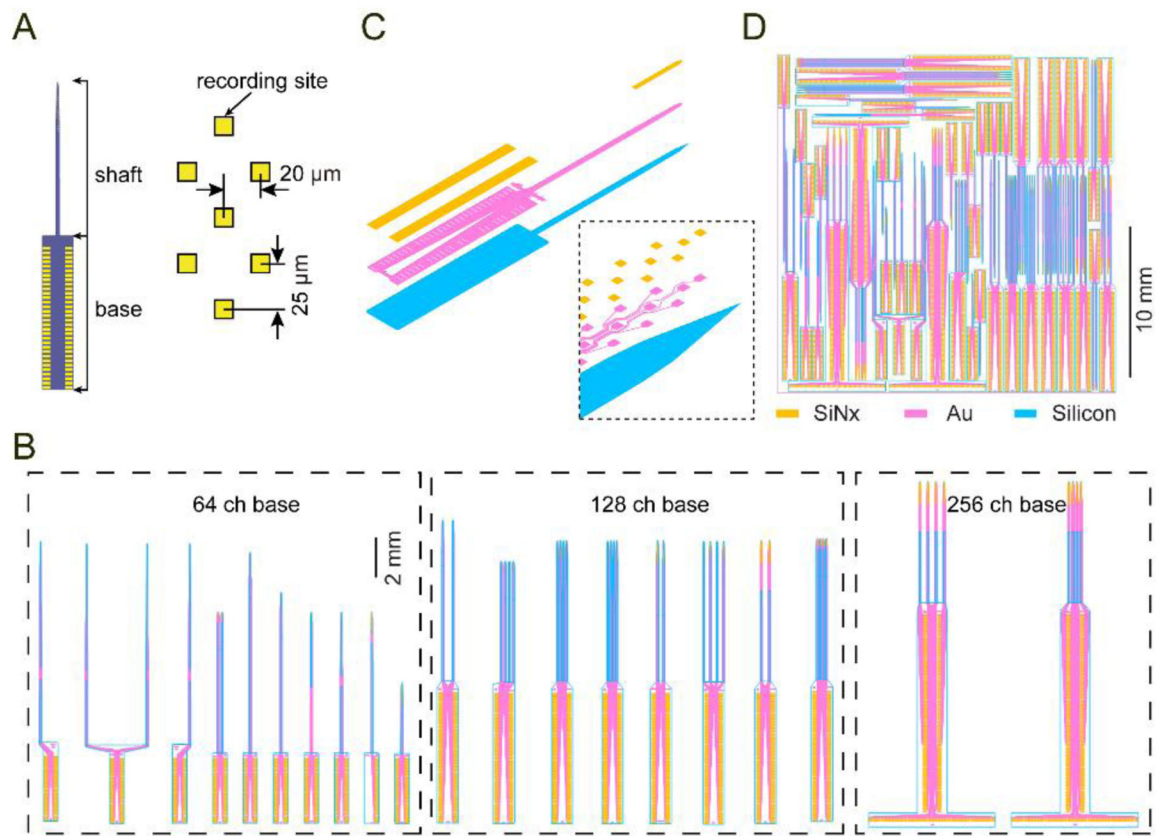 A
recording site
shaft
20 µm
25 µm
base
C
D
10 mm
SiNx
Au
Silicon
B
64 ch base
2 mm
128 ch base
256 ch base